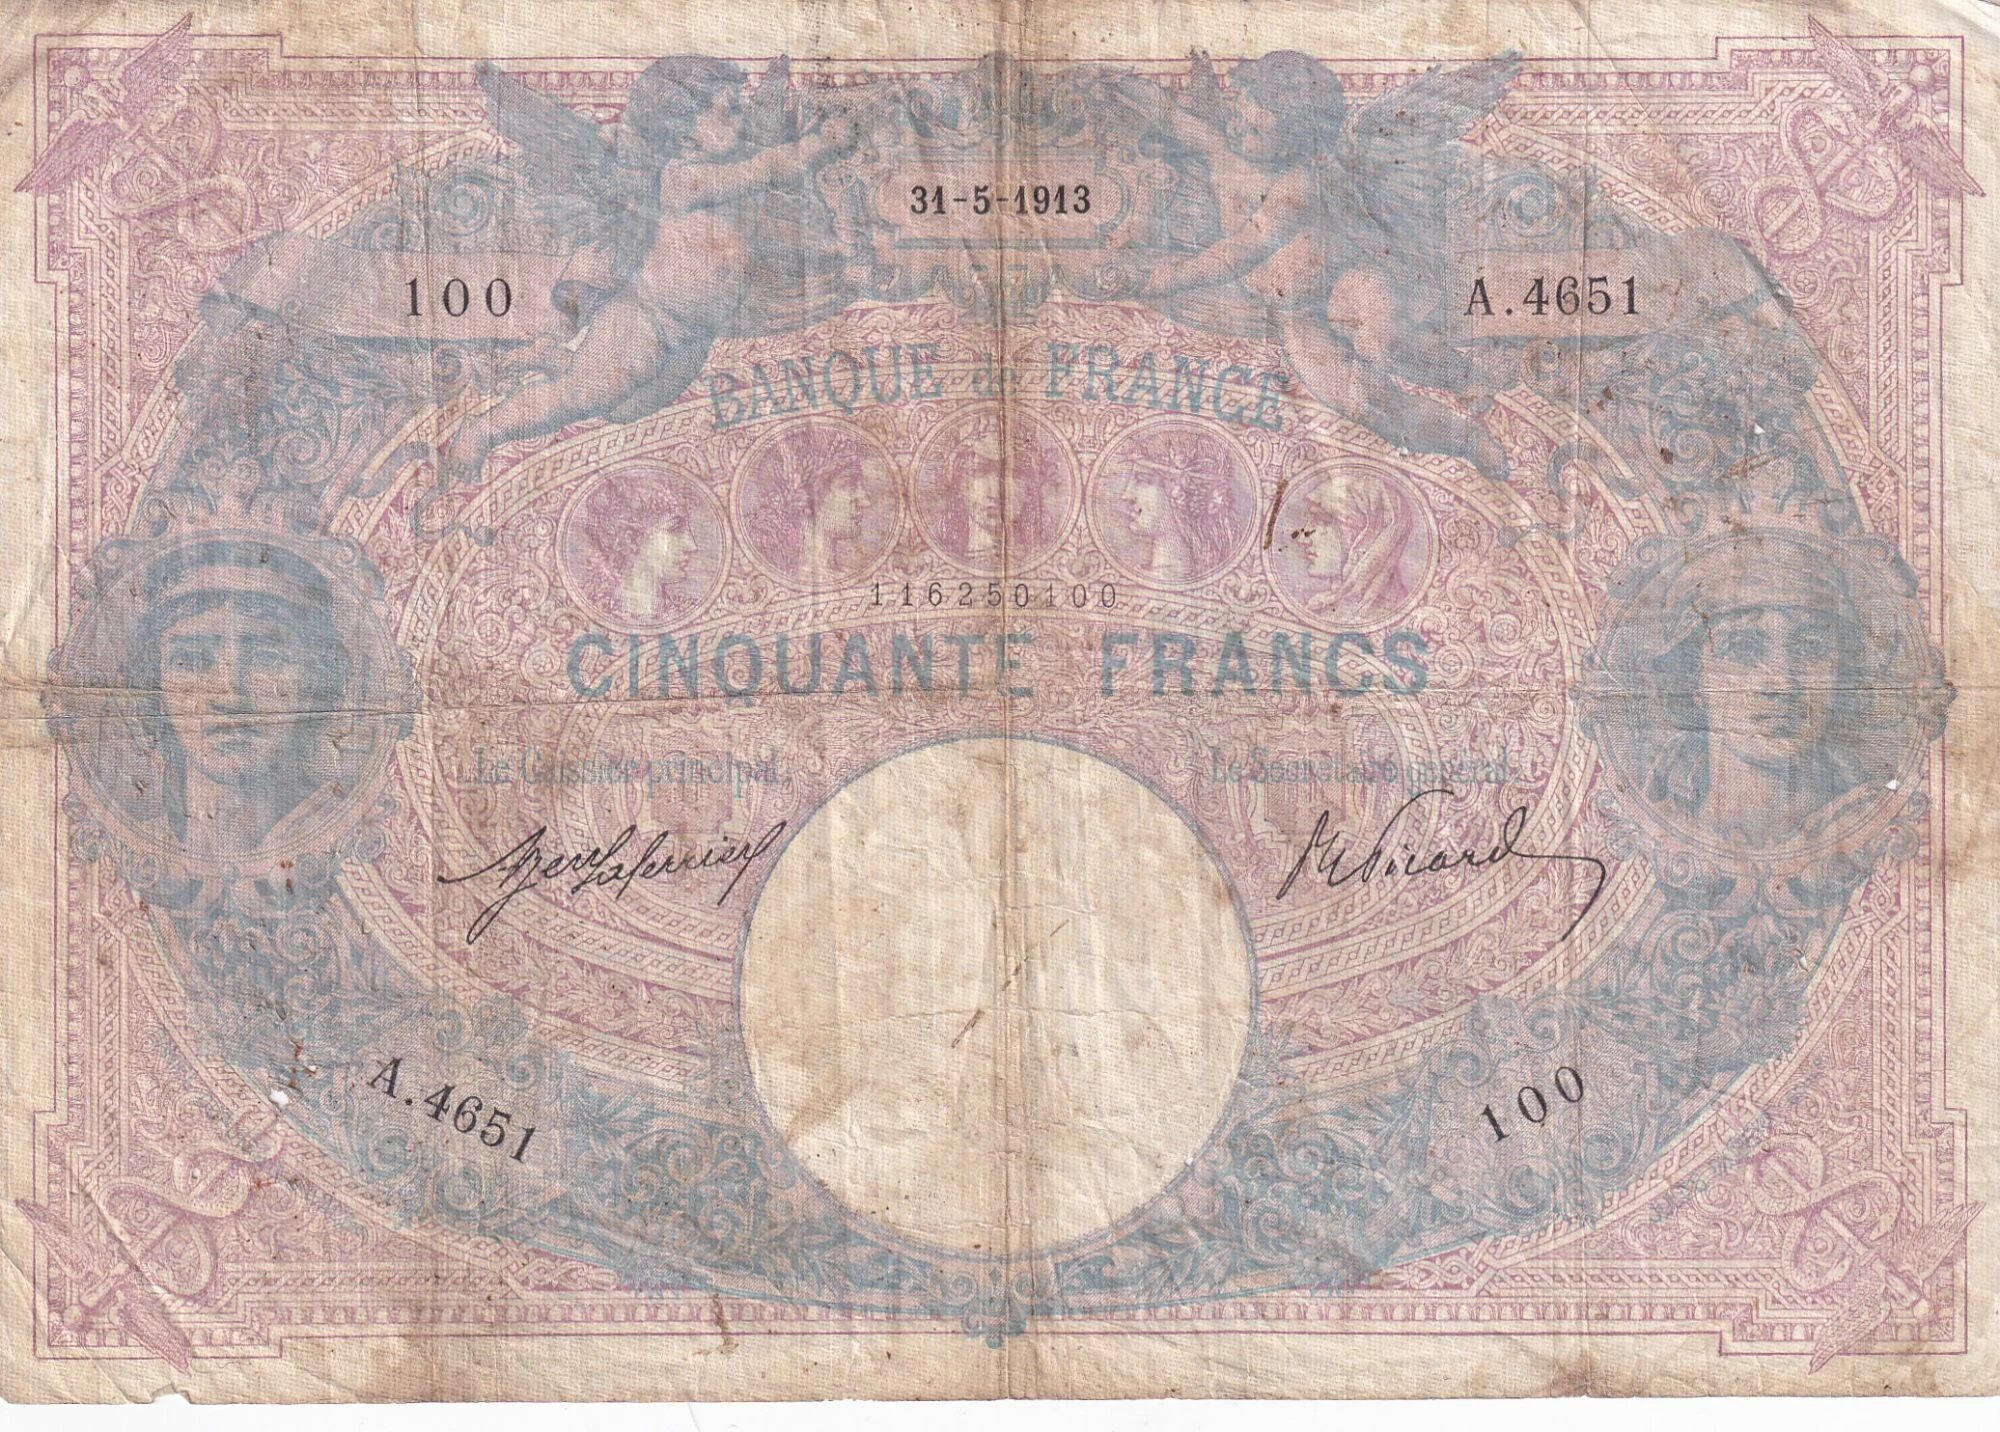 31-5-1913
100
A.4651
BANQUE de FRANCE
116250100
CINQUANTE FRANCS
Le Caissier principal,
Le Secrétaire général,
Picard
A.4651
100